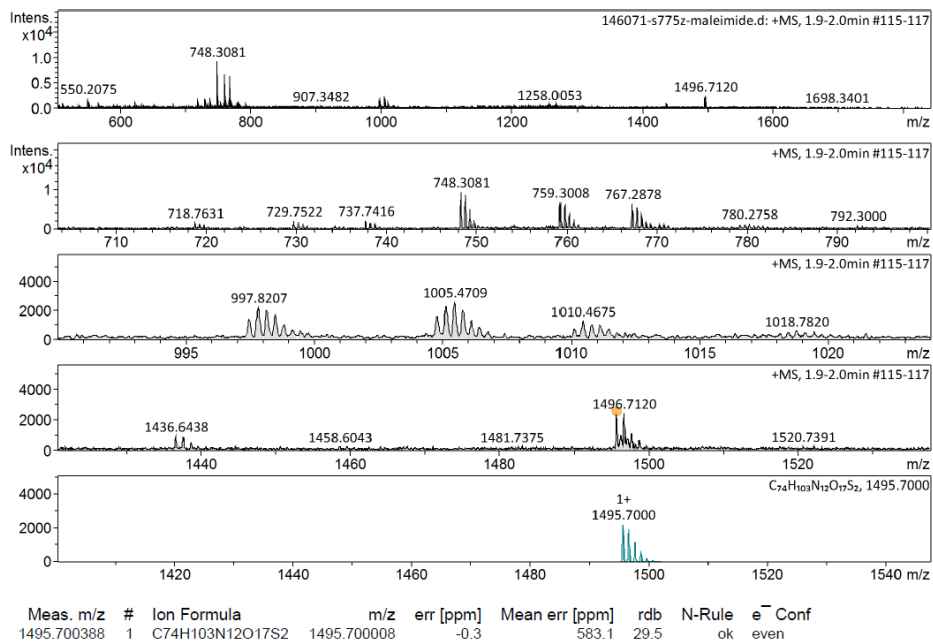 Intens.
x10⁴
146071-s775z-maleimide.d: +MS, 1.9-2.0min #115-117
748.3081
1.0
0.5
0.0
550.2075
907.3482
1258.0053
1496.7120
1698.3401
600 800 1000 1200 1400 1600 m/z
Intens.
x10⁴
+MS, 1.9-2.0min #115-117
748.3081
1
0
718.7631
729.7522
737.7416
759.3008
767.2878
780.2758
792.3000
710 720 730 740 750 760 770 780 790 m/z
+MS, 1.9-2.0min #115-117
4000
2000
0
997.8207
1005.4709
1010.4675
1018.7820
995 1000 1005 1010 1015 1020 m/z
+MS, 1.9-2.0min #115-117
4000
2000
0
1436.6438
1458.6043
1481.7375
1496.7120
1520.7391
1440 1460 1480 1500 1520 m/z
C₇₄H₁₀₃N₁₂O₁₇S₂, 1495.7000
4000
2000
0
1+
1495.7000
1420 1440 1460 1480 1500 1520 1540 m/z
Meas. m/z # Ion Formula m/z err [ppm] Mean err [ppm] rdb N-Rule e⁻ Conf
1495.700388 1 C74H103N12O17S2 1495.700008 -0.3 583.1 29.5 ok even